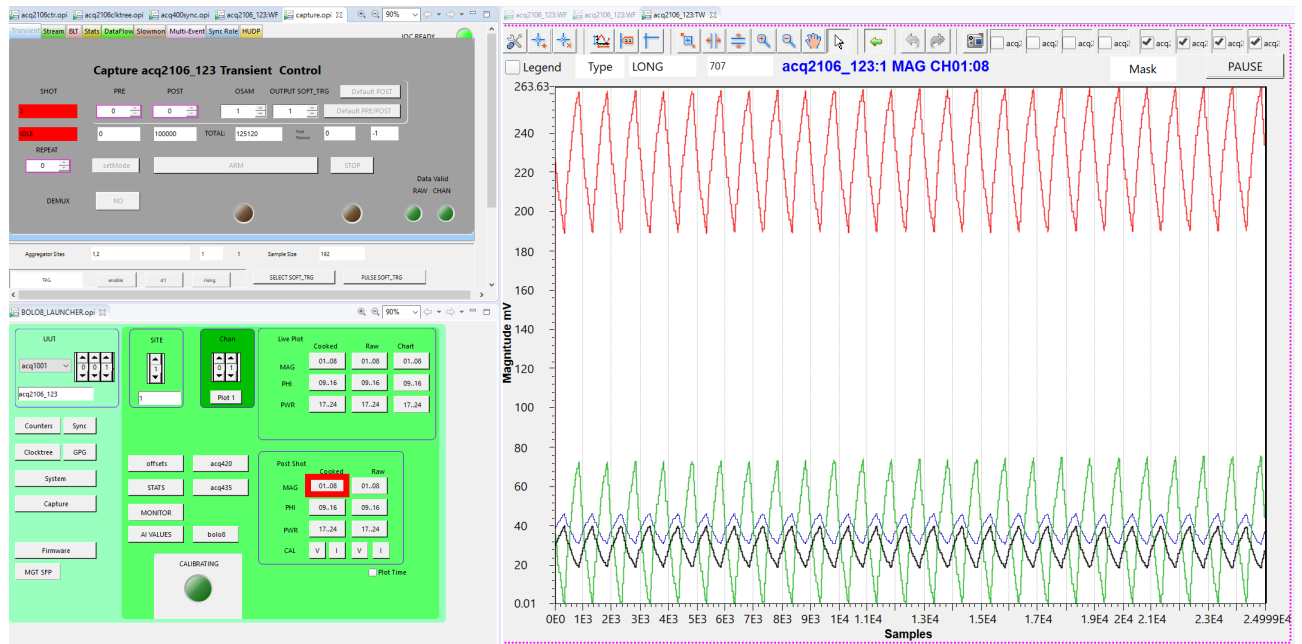 acq2106ctr.opi acq2106clktree.opi acq400sync.opi acq2106_123:WF capture.opi 90%
Transient Stream BLT Stats DataFlow Slowmon Multi-Event Sync Role HUDP IOC READY
Capture acq2106_123 Transient Control
SHOT PRE POST OSAM OUTPUT SOFT_TRG Default POST
0 0 1 1 Default PRE/POST
IDLE 0 100000 TOTAL: 125120 0 -1
REPEAT
0 setMode ARM STOP
Data Valid
RAW CHAN
DEMUX NO
Aggregator Sites 1,2 1 1 Sample Size 192
TRG enable d1 rising SELECT SOFT_TRG PULSE SOFT_TRG
BOLO8_LAUNCHER.opi 90%
UUT SITE Chan Live Plot
Cooked Raw Chart
acq1001 0 0 1 1 0 1 MAG 01..08 01..08 01..08
PHI 09..16 09..16 09..16
acq2106_123 1 Plot 1 PWR 17..24 17..24 17..24
Counters Sync
Clocktree GPG
System
Capture
Firmware
MGT SFP
offsets acq420
STATS acq435
MONITOR
AI VALUES bolo8
CALIBRATING
Post Shot
Cooked Raw
MAG 01..08 01..08
PHI 09..16 09..16
PWR 17..24 17..24
CAL V I V I
Plot Time
acq2106_123:WF acq2106_123:WF acq2106_123:TW
acq: acq: acq: acq: acq: acq: acq: acq:
Legend Type LONG 707 acq2106_123:1 MAG CH01:08 Mask PAUSE
263.63
240
220
200
180
160
140
120
100
80
60
40
20
0.01
Magnitude mV
0E0 1E3 2E3 3E3 4E3 5E3 6E3 7E3 8E3 9E3 1E4 1.1E4 1.3E4 1.5E4 1.7E4 1.9E4 2E4 2.1E4 2.3E4 2.4999E4
Samples